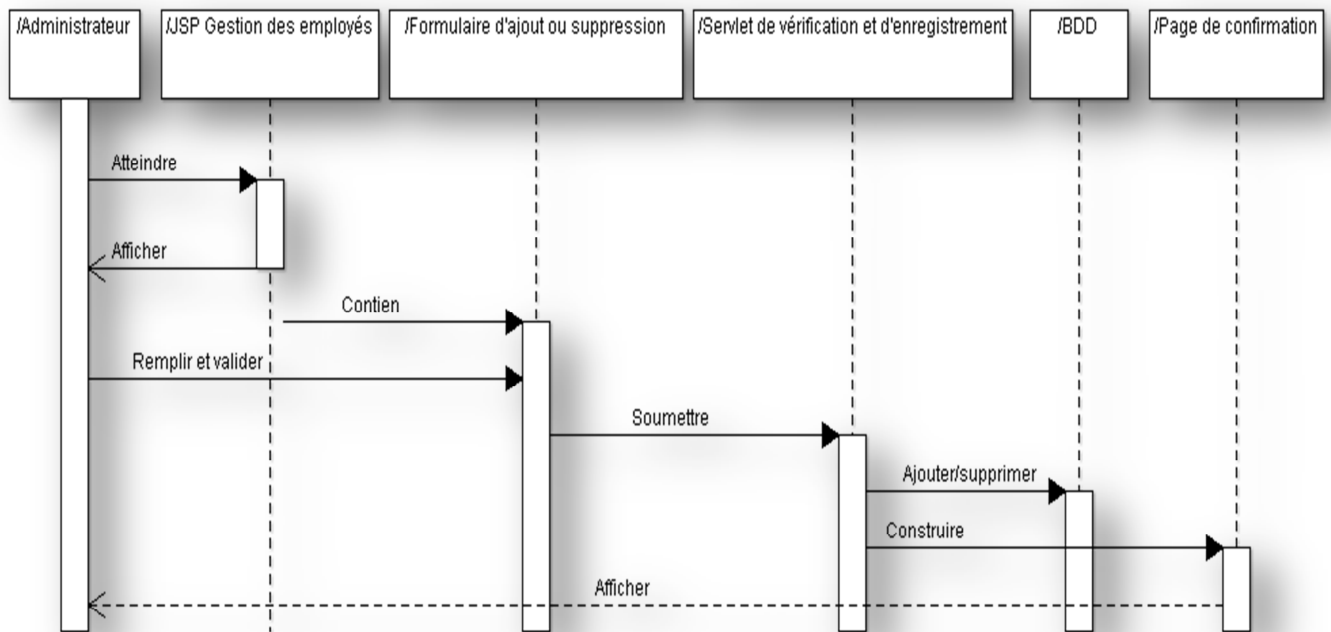 /Administrateur
/JSP Gestion des employés
/Formulaire d'ajout ou suppression
/Servlet de vérification et d'enregistrement
/BDD
/Page de confirmation
Atteindre
Afficher
Contien
Remplir et valider
Soumettre
Ajouter/supprimer
Construire
Afficher